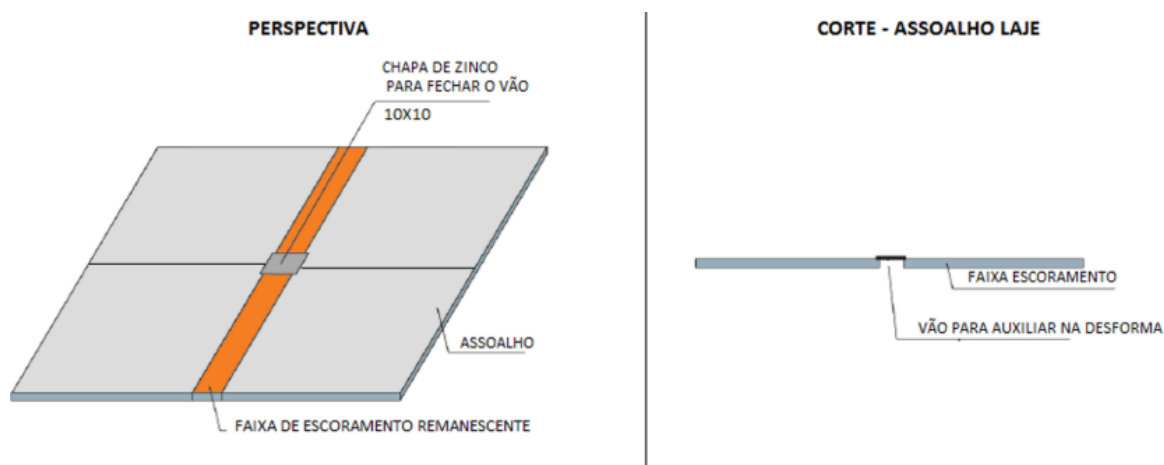 PERSPECTIVA
CHAPA DE ZINCO
PARA FECHAR O VÃO
10X10
ASSOALHO
FAIXA DE ESCORAMENTO REMANESCENTE
CORTE - ASSOALHO LAJE
FAIXA ESCORAMENTO
VÃO PARA AUXILIAR NA DESFORMA